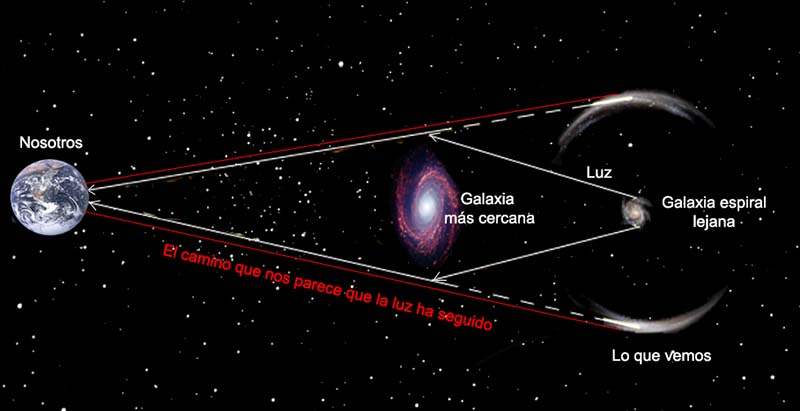 Nosotros
Luz
Galaxia
más cercana
Galaxia espiral
lejana
El camino que nos parece que la luz ha seguido
Lo que vemos